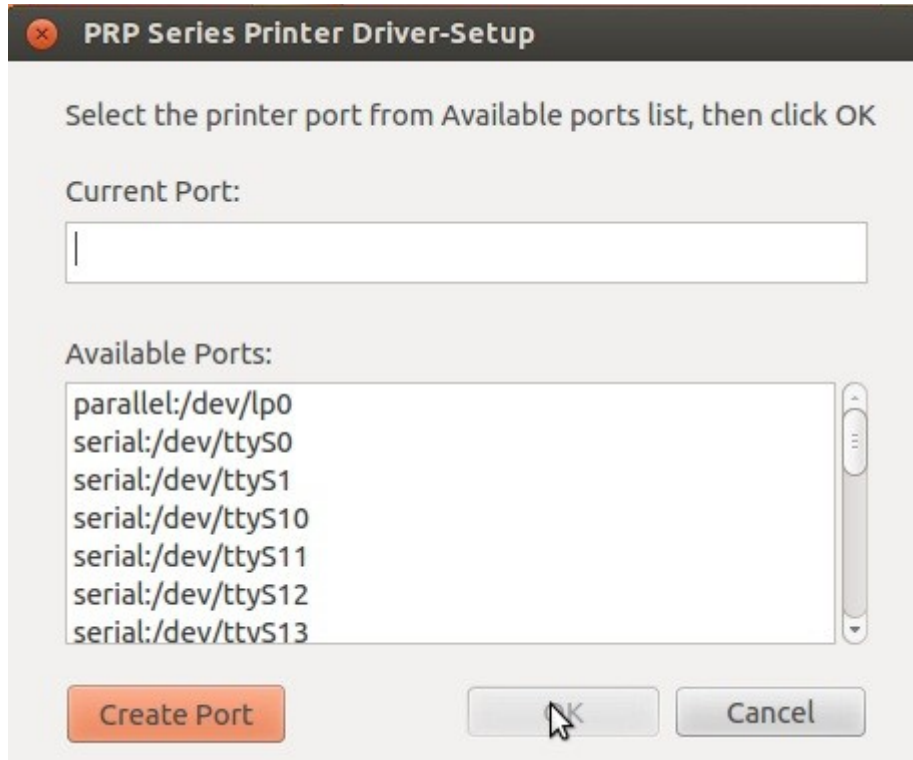 PRP Series Printer Driver-Setup
Select the printer port from Available ports list, then click OK
Current Port:
Available Ports:
parallel:/dev/lp0
serial:/dev/ttyS0
serial:/dev/ttyS1
serial:/dev/ttyS10
serial:/dev/ttyS11
serial:/dev/ttyS12
serial:/dev/ttyS13
Create Port
OK
Cancel